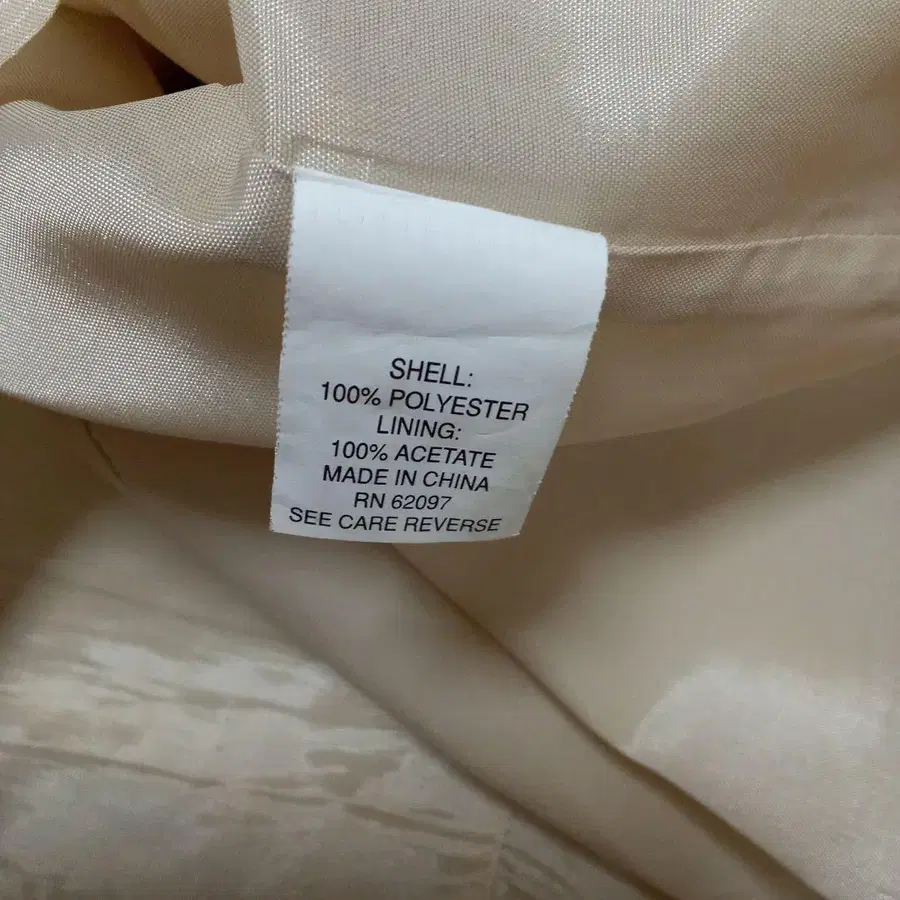 SHELL:
100% POLYESTER
LINING:
100% ACETATE
MADE IN CHINA
RN 62097
SEE CARE REVERSE